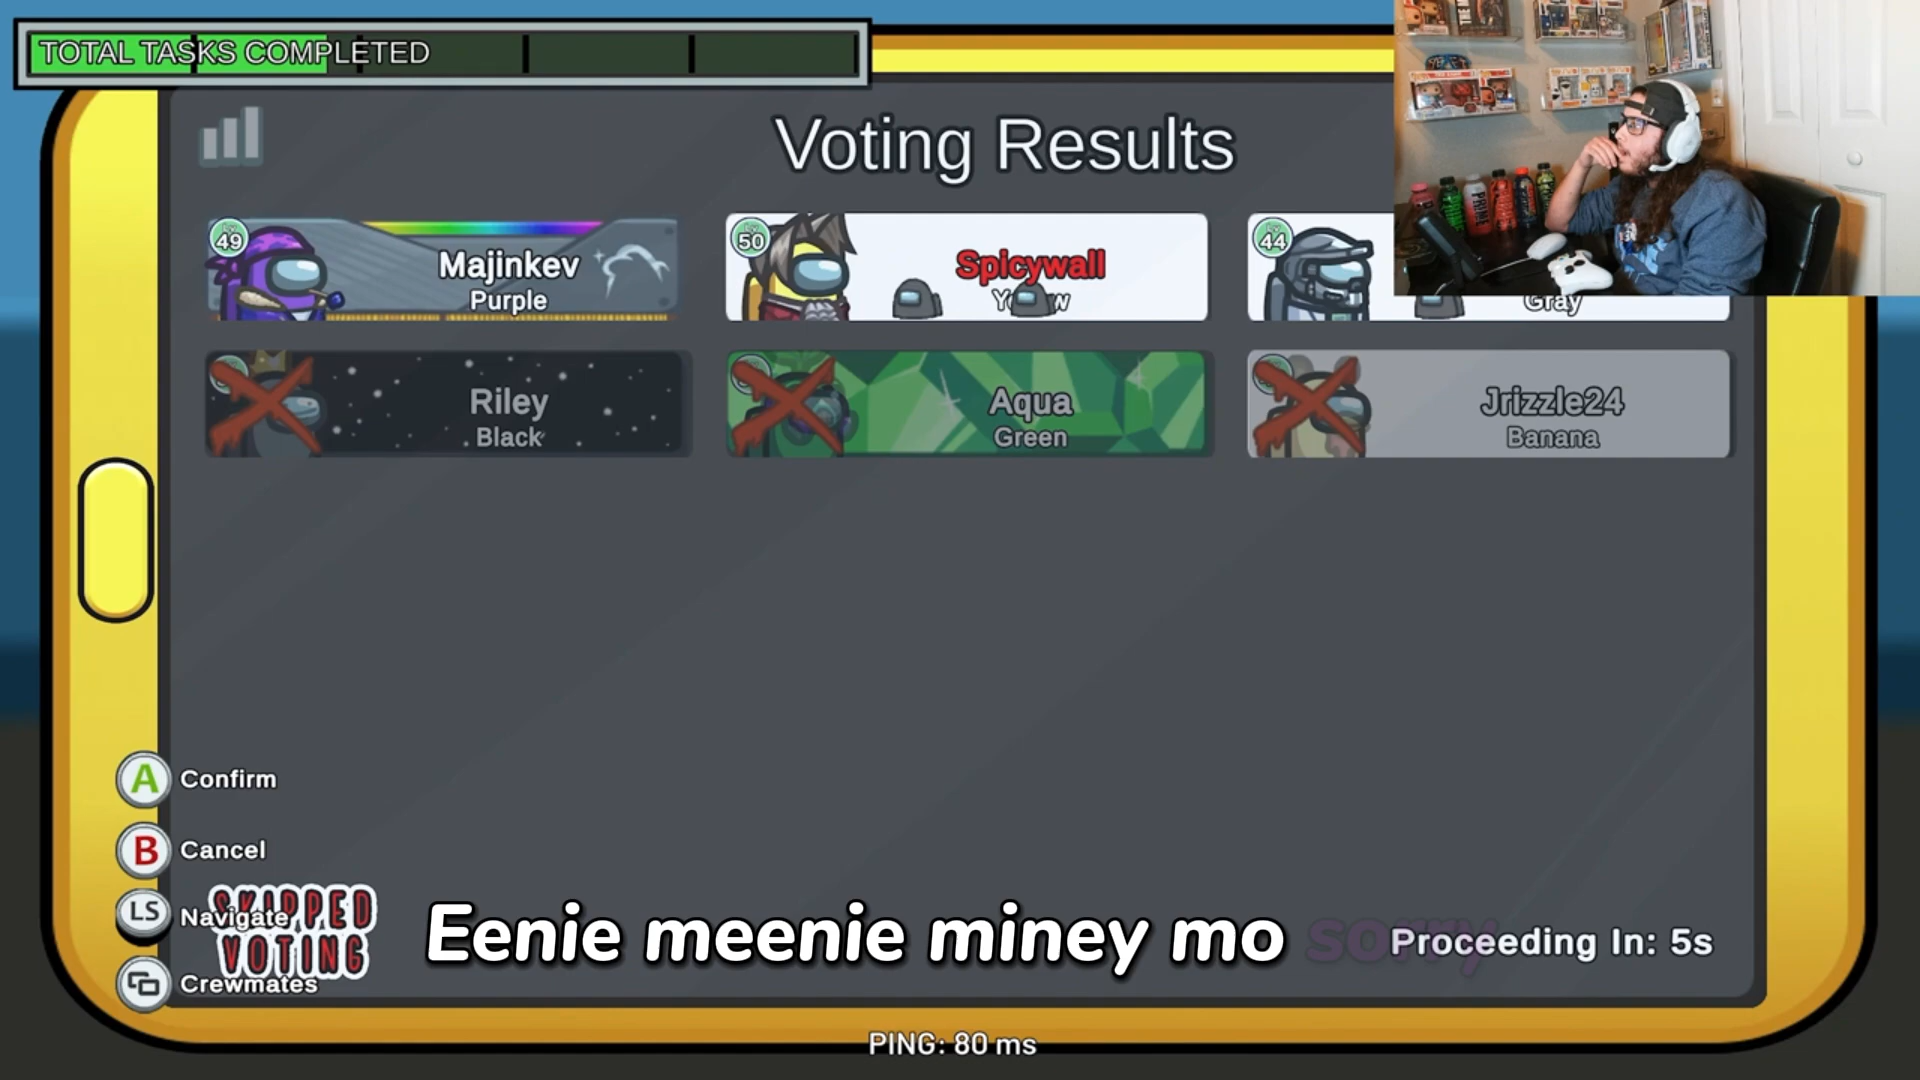 TOTAL TASKS COMPLETED
Voting Results
49
Majinkev
Purple
50
Spicywall
44
Gray
Riley
Black
Aqua
Green
Jrizzle24
Banana
A Confirm
B Cancel
LS Navigate
SKIPPED
VOTING
Crewmates
Eenie meenie miney mo sorry
Proceeding In: 5s
PING: 80 ms